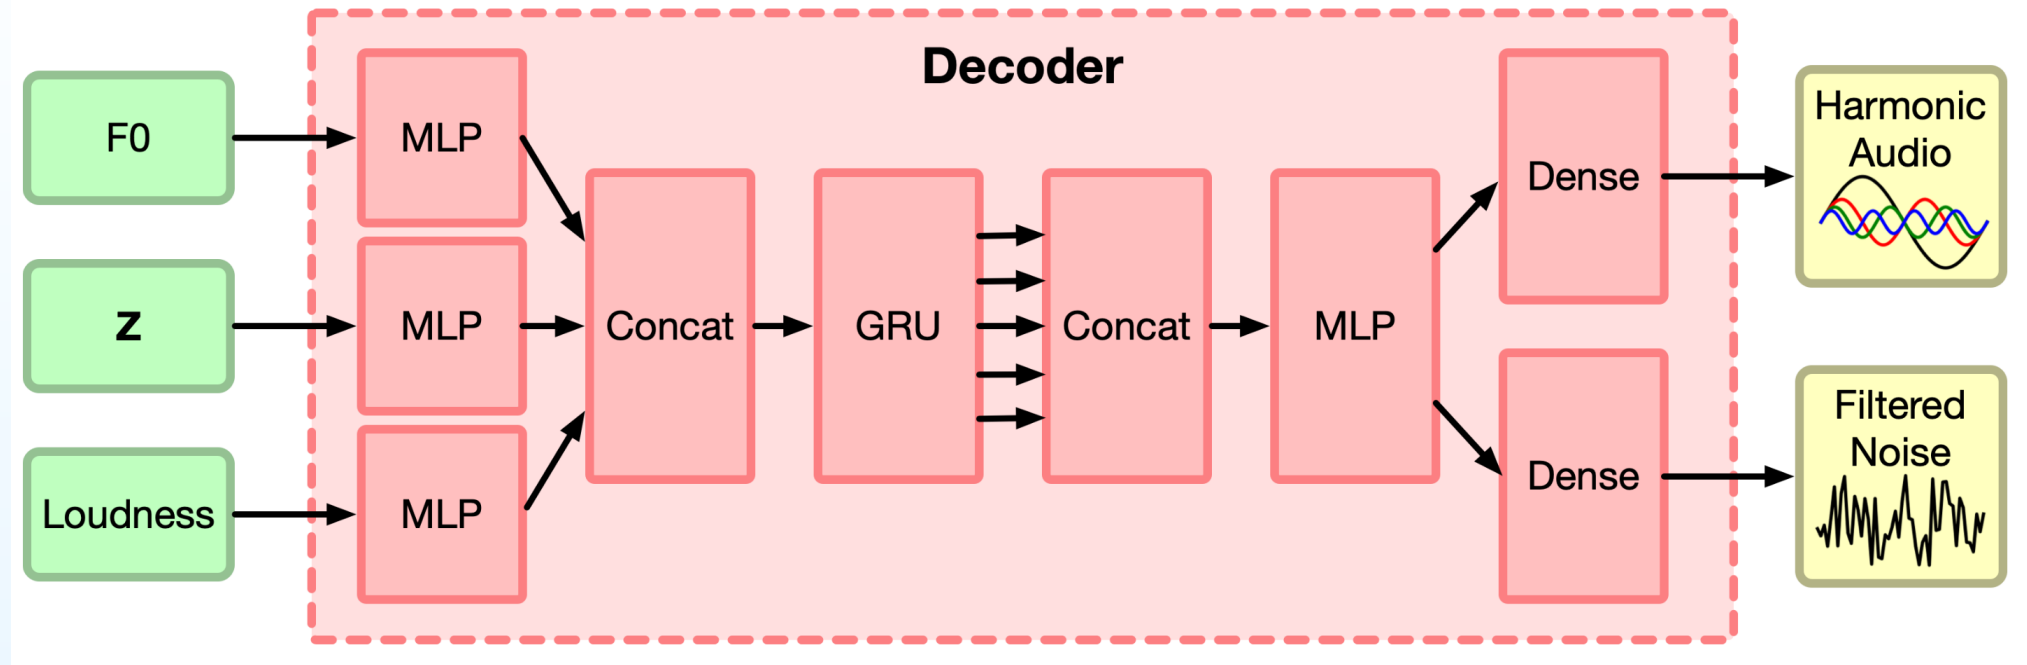 Decoder
F0
MLP
z
MLP
Loudness
MLP
Concat
GRU
Concat
MLP
Dense
Dense
Harmonic
Audio
Filtered
Noise